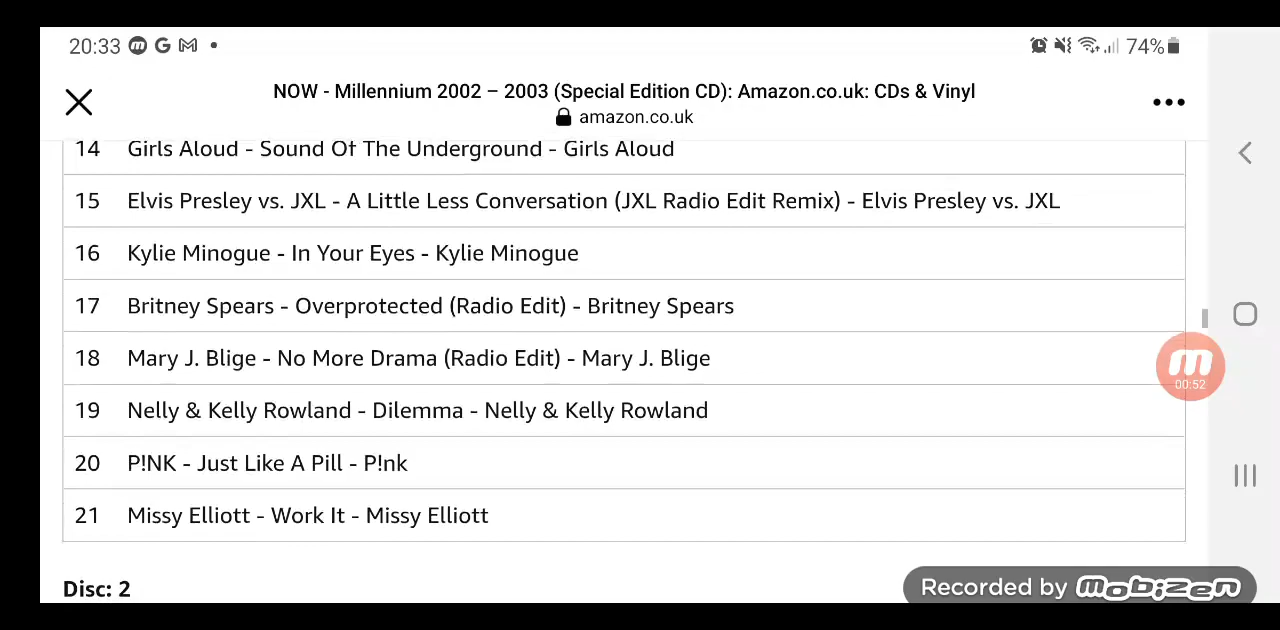 20:33 74%
NOW - Millennium 2002 – 2003 (Special Edition CD): Amazon.co.uk: CDs & Vinyl
amazon.co.uk
14 Girls Aloud - Sound Of The Underground - Girls Aloud
15 Elvis Presley vs. JXL - A Little Less Conversation (JXL Radio Edit Remix) - Elvis Presley vs. JXL
16 Kylie Minogue - In Your Eyes - Kylie Minogue
17 Britney Spears - Overprotected (Radio Edit) - Britney Spears
18 Mary J. Blige - No More Drama (Radio Edit) - Mary J. Blige
00:52
19 Nelly & Kelly Rowland - Dilemma - Nelly & Kelly Rowland
20 P!NK - Just Like A Pill - P!nk
21 Missy Elliott - Work It - Missy Elliott
Disc: 2
Recorded by mobizen